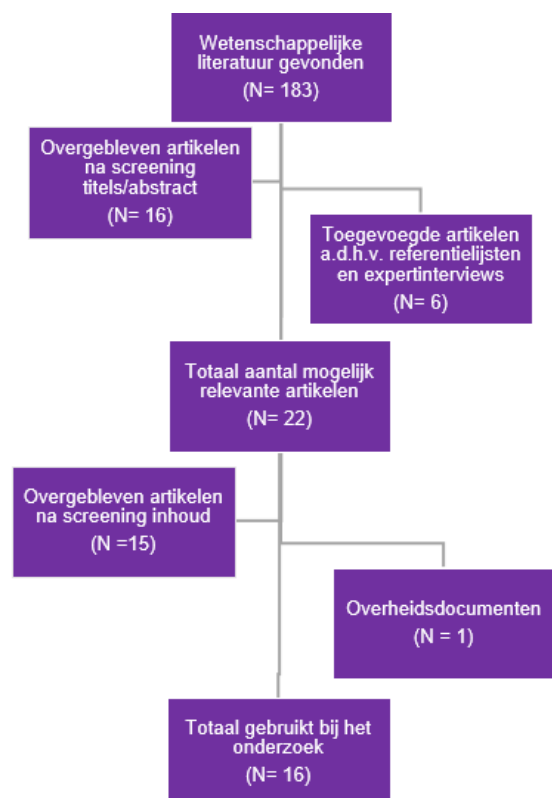 Wetenschappelijke
literatuur gevonden
(N= 183)
Overgebleven artikelen
na screening
titels/abstract
(N= 16)
Toegevoegde artikelen
a.d.h.v. referentielijsten
en expertinterviews
(N= 6)
Totaal aantal mogelijk
relevante artikelen
(N= 22)
Overgebleven artikelen
na screening inhoud
(N =15)
Overheidsdocumenten
(N = 1)
Totaal gebruikt bij het
onderzoek
(N= 16)